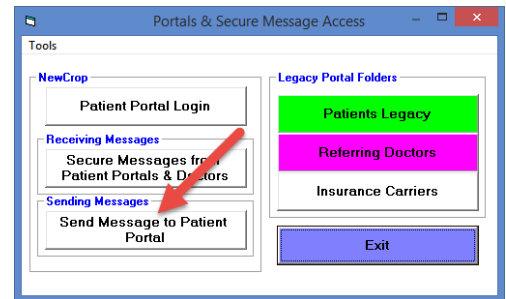 Portals & Secure Message Access
Tools
NewCrop
Patient Portal Login
Receiving Messages
Secure Messages from
Patient Portals & Doctors
Sending Messages
Send Message to Patient
Portal
Legacy Portal Folders
Patients Legacy
Referring Doctors
Insurance Carriers
Exit